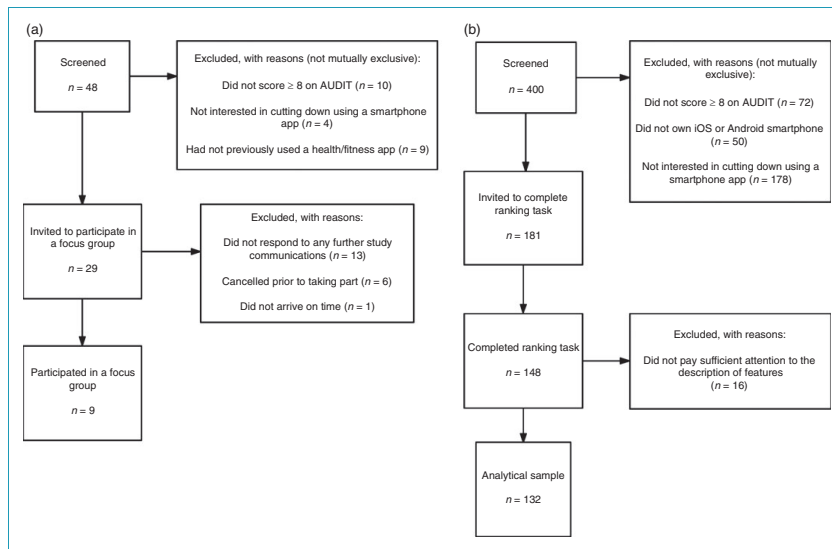 (a)
Screened
n = 48
Excluded, with reasons (not mutually exclusive):
Did not score ≥ 8 on AUDIT (n = 10)
Not interested in cutting down using a smartphone
app (n = 4)
Had not previously used a health/fitness app (n = 9)
Invited to participate in
a focus group
n = 29
Excluded, with reasons:
Did not respond to any further study
communications (n = 13)
Cancelled prior to taking part (n = 6)
Did not arrive on time (n = 1)
Participated in a focus
group
n = 9
(b)
Screened
n = 400
Excluded, with reasons (not mutually
exclusive):
Did not score ≥ 8 on AUDIT (n = 72)
Did not own iOS or Android smartphone
(n = 50)
Not interested in cutting down using a
smartphone app (n = 178)
Invited to complete
ranking task
n = 181
Completed ranking task
n = 148
Excluded, with reasons:
Did not pay sufficient attention to the
description of features
(n = 16)
Analytical sample
n = 132